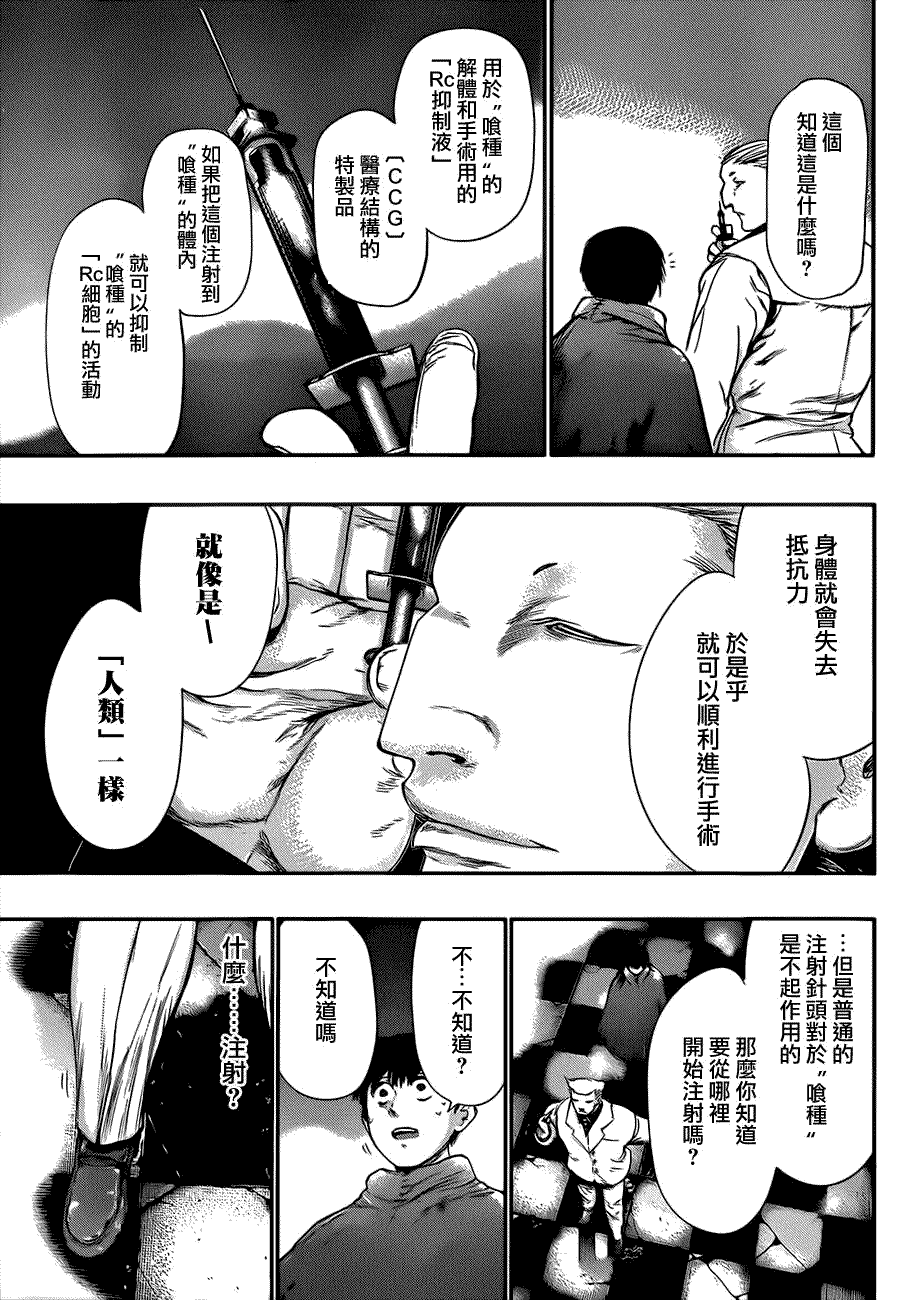 這個
知道這是什麼嗎?
用於”喰種“的
解體和手術用的
「Rc抑制液」
〔CCG〕
醫療結構的
特製品
如果把這個注射到
”喰種“的體內
就可以抑制
”喰種“的
「Rc細胞」的活動
身體就會失去
抵抗力
於是乎
就可以順利進行手術
就像是—
「人類」一樣
…但是普通的
注射針頭對於”喰種“
是不起作用的
那麼你知道
要從哪裡
開始注射嗎?
不…不知道?
不知道嗎
什麼……注射?